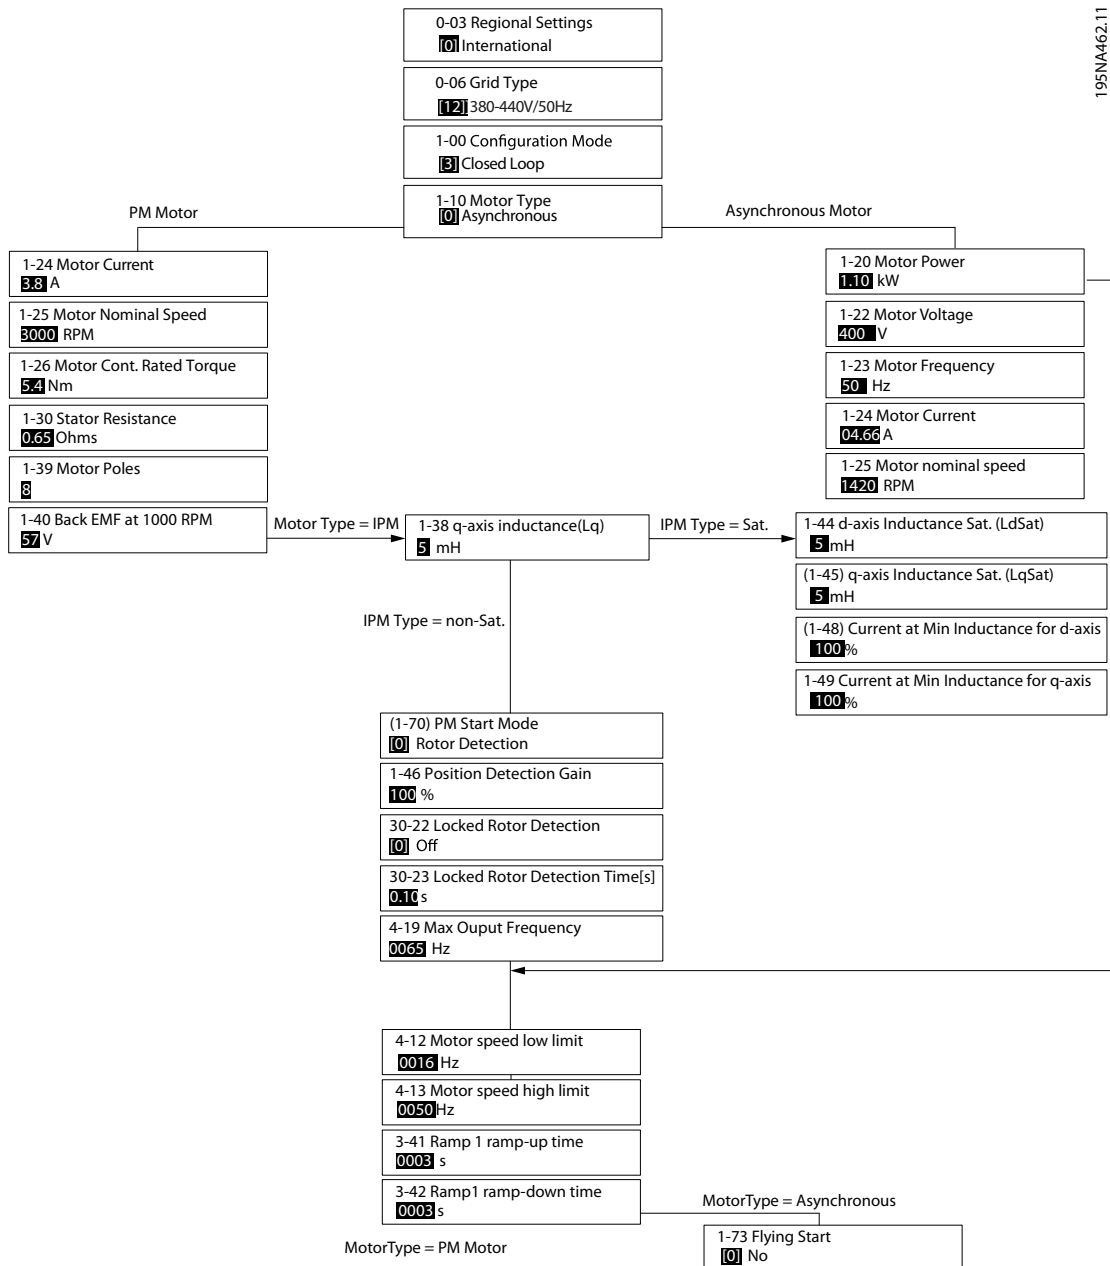 195NA462.11
0-03 Regional Settings
[0] International
0-06 Grid Type
[12] 380-440V/50Hz
1-00 Configuration Mode
[3] Closed Loop
1-10 Motor Type
[0] Asynchronous
PM Motor
Asynchronous Motor
1-24 Motor Current
3.8 A
1-25 Motor Nominal Speed
3000 RPM
1-26 Motor Cont. Rated Torque
5.4 Nm
1-30 Stator Resistance
0.65 Ohms
1-39 Motor Poles
8
1-40 Back EMF at 1000 RPM
57 V
1-20 Motor Power
1.10 kW
1-22 Motor Voltage
400 V
1-23 Motor Frequency
50 Hz
1-24 Motor Current
04.66 A
1-25 Motor nominal speed
1420 RPM
Motor Type = IPM
1-38 q-axis inductance(Lq)
5 mH
IPM Type = Sat.
1-44 d-axis Inductance Sat. (LdSat)
5 mH
(1-45) q-axis Inductance Sat. (LqSat)
5 mH
(1-48) Current at Min Inductance for d-axis
100 %
1-49 Current at Min Inductance for q-axis
100 %
IPM Type = non-Sat.
(1-70) PM Start Mode
[0] Rotor Detection
1-46 Position Detection Gain
100 %
30-22 Locked Rotor Detection
[0] Off
30-23 Locked Rotor Detection Time[s]
0.10 s
4-19 Max Ouput Frequency
0065 Hz
4-12 Motor speed low limit
0016 Hz
4-13 Motor speed high limit
0050 Hz
3-41 Ramp 1 ramp-up time
0003 s
3-42 Ramp1 ramp-down time
0003 s
MotorType = Asynchronous
MotorType = PM Motor
1-73 Flying Start
[0] No